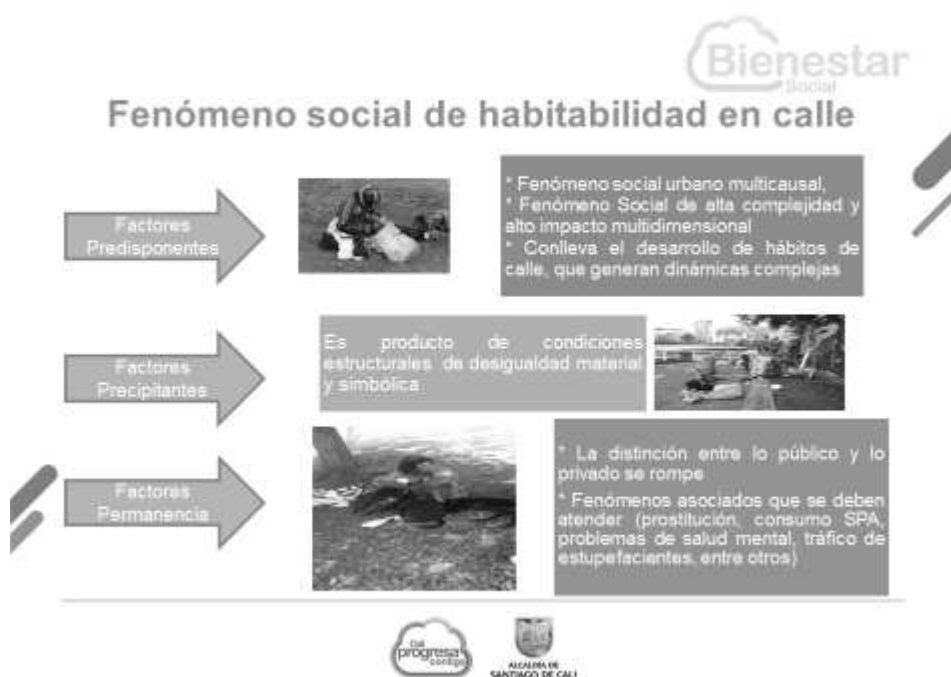 Bienestar
Social
Fenómeno social de habitabilidad en calle
Factores
Predisponentes
* Fenómeno social urbano multicausal,
* Fenómeno Social de alta complejidad y
alto impacto multidimensional
* Conlleva el desarrollo de hábitos de
calle, que generan dinámicas complejas
Factores
Precipitantes
Es producto de condiciones
estructurales de desigualdad material
y simbólica
Factores
Permanencia
* La distinción entre lo público y lo
privado se rompe
* Fenómenos asociados que se deben
atender (prostitución, consumo SPA,
problemas de salud mental, tráfico de
estupefacientes, entre otros)
Cali
progresa
contigo
ALCALDÍA DE
SANTIAGO DE CALI